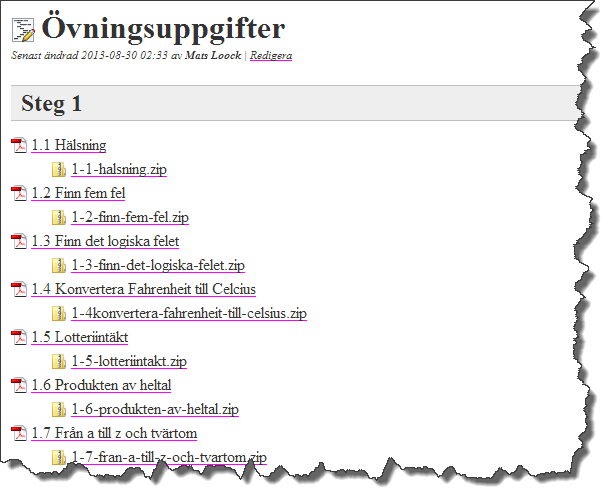 Övningsuppgifter
Senast ändrad 2013-08-30 02:33 av Mats Loock | Redigera
Steg 1
1.1 Hälsning
1-1-halsning.zip
1.2 Finn fem fel
1-2-finn-fem-fel.zip
1.3 Finn det logiska felet
1-3-finn-det-logiska-felet.zip
1.4 Konvertera Fahrenheit till Celcius
1-4konvertera-fahrenheit-till-celsius.zip
1.5 Lotteriintäkt
1-5-lotteriintakt.zip
1.6 Produkten av heltal
1-6-produkten-av-heltal.zip
1.7 Från a till z och tvärtom
1-7-fran-a-till-z-och-tvartom.zip